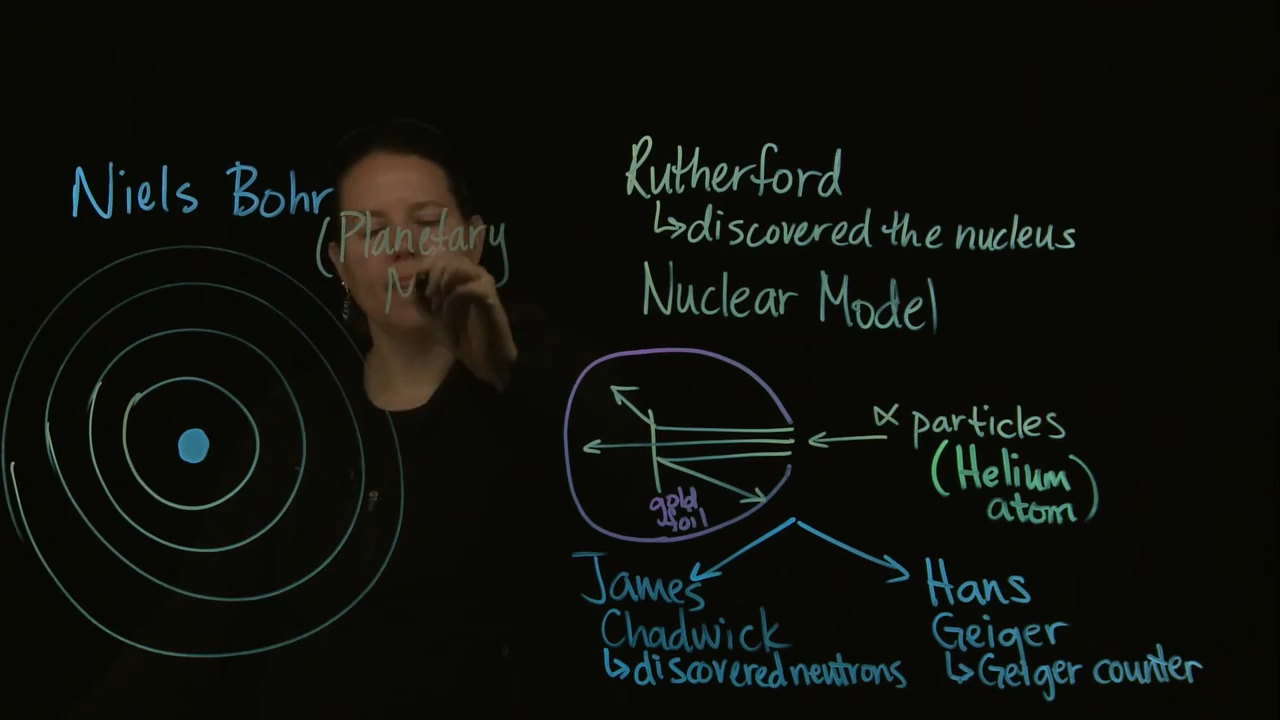 Niels Bohr
(Planetary
Rutherford
↳discovered the nucleus
Nuclear Model
∝ particles
(Helium
atom)
gold
foil
James
Chadwick
↳discovered neutrons
Hans
Geiger
↳Geiger counter